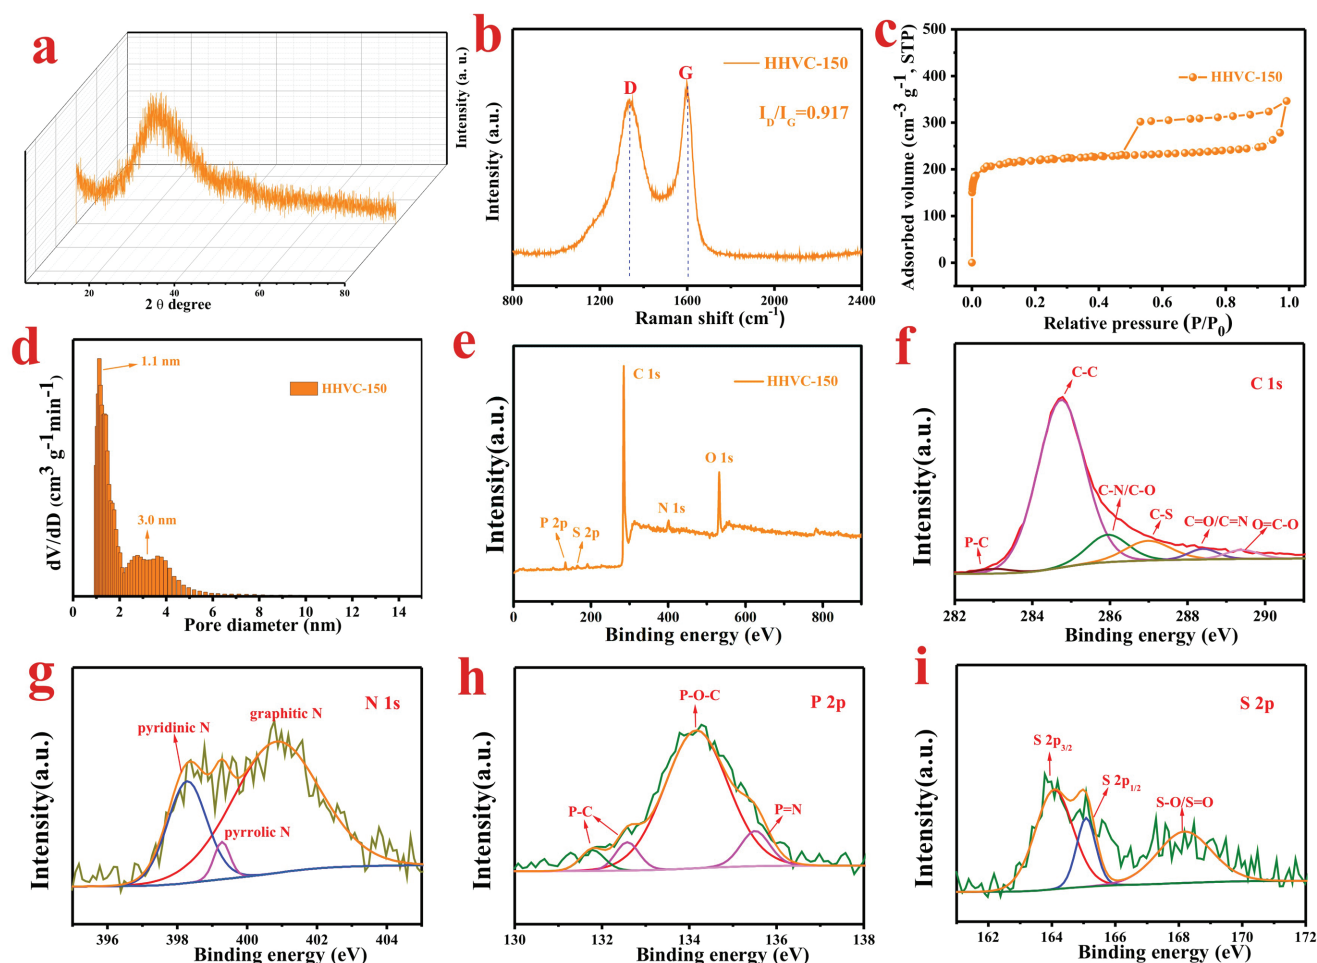 a
Intensity (a. u.)
20
40
60
80
2 θ degree
b
HHVC-150
D
G
I_D/I_G=0.917
Intensity (a.u.)
800
1200
1600
2000
2400
Raman shift (cm⁻¹)
c
500
400
300
200
100
0
HHVC-150
Adsorbed volume (cm⁻³ g⁻¹, STP)
0.0
0.2
0.4
0.6
0.8
1.0
Relative pressure (P/P₀)
d
1.1 nm
HHVC-150
3.0 nm
dV/dD (cm³ g⁻¹min⁻¹)
0
2
4
6
8
10
12
14
Pore diameter (nm)
e
C 1s
HHVC-150
O 1s
P 2p
S 2p
N 1s
Intensity(a.u.)
0
200
400
600
800
Binding energy (eV)
f
C-C
C 1s
C-N/C-O
C-S
C=O/C=N
O=C-O
P-C
Intensity(a.u.)
282
284
286
288
290
Binding energy (eV)
g
N 1s
graphitic N
pyridinic N
pyrrolic N
Intensity(a.u.)
396
398
400
402
404
Binding energy (eV)
h
P-O-C
P 2p
P-C
P=N
Intensity(a.u.)
130
132
134
136
138
Binding energy (eV)
i
S 2p
S 2p₃/₂
S 2p₁/₂
S-O/S=O
Intensity(a.u.)
162
164
166
168
170
172
Binding energy (eV)